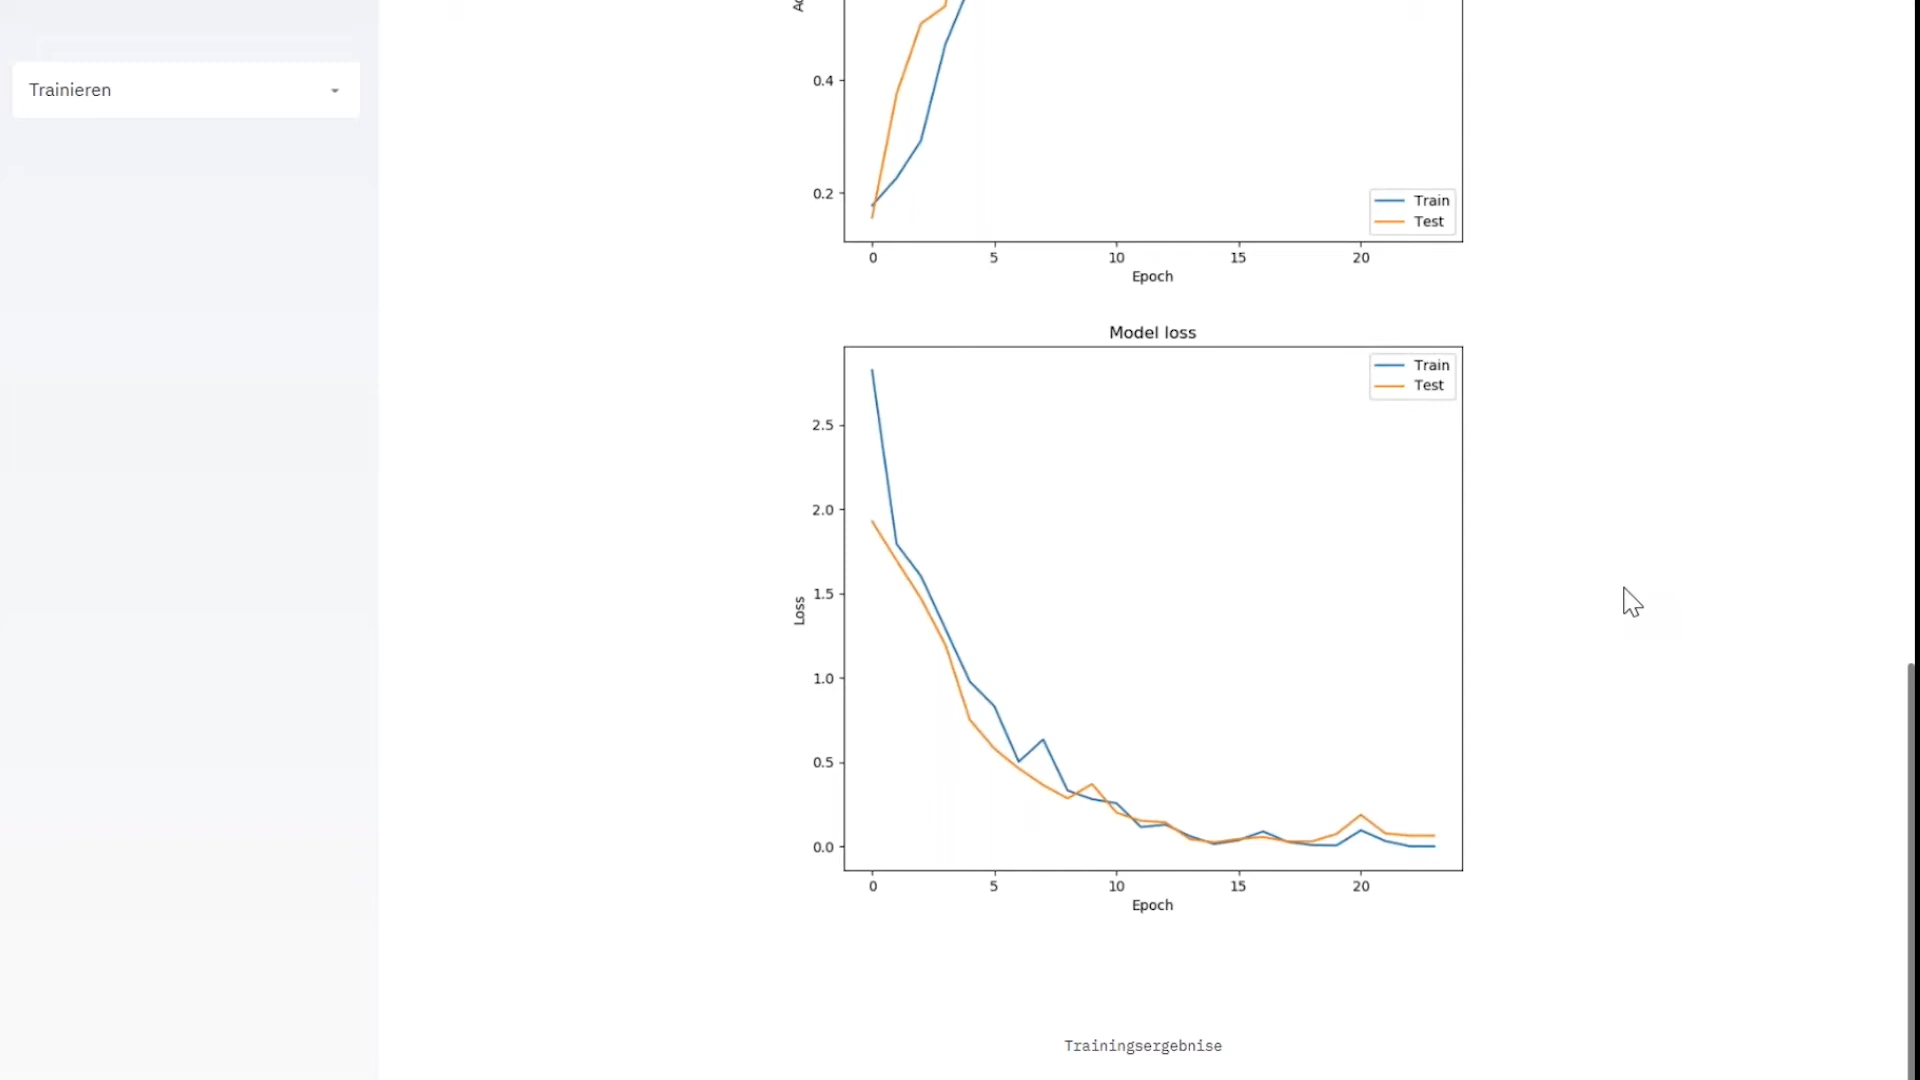 Trainieren
Ac
0.4
0.2
Train
Test
0 5 10 15 20
Epoch
Model loss
Train
Test
2.5
2.0
1.5
1.0
0.5
0.0
Loss
0 5 10 15 20
Epoch
Trainingsergebnise